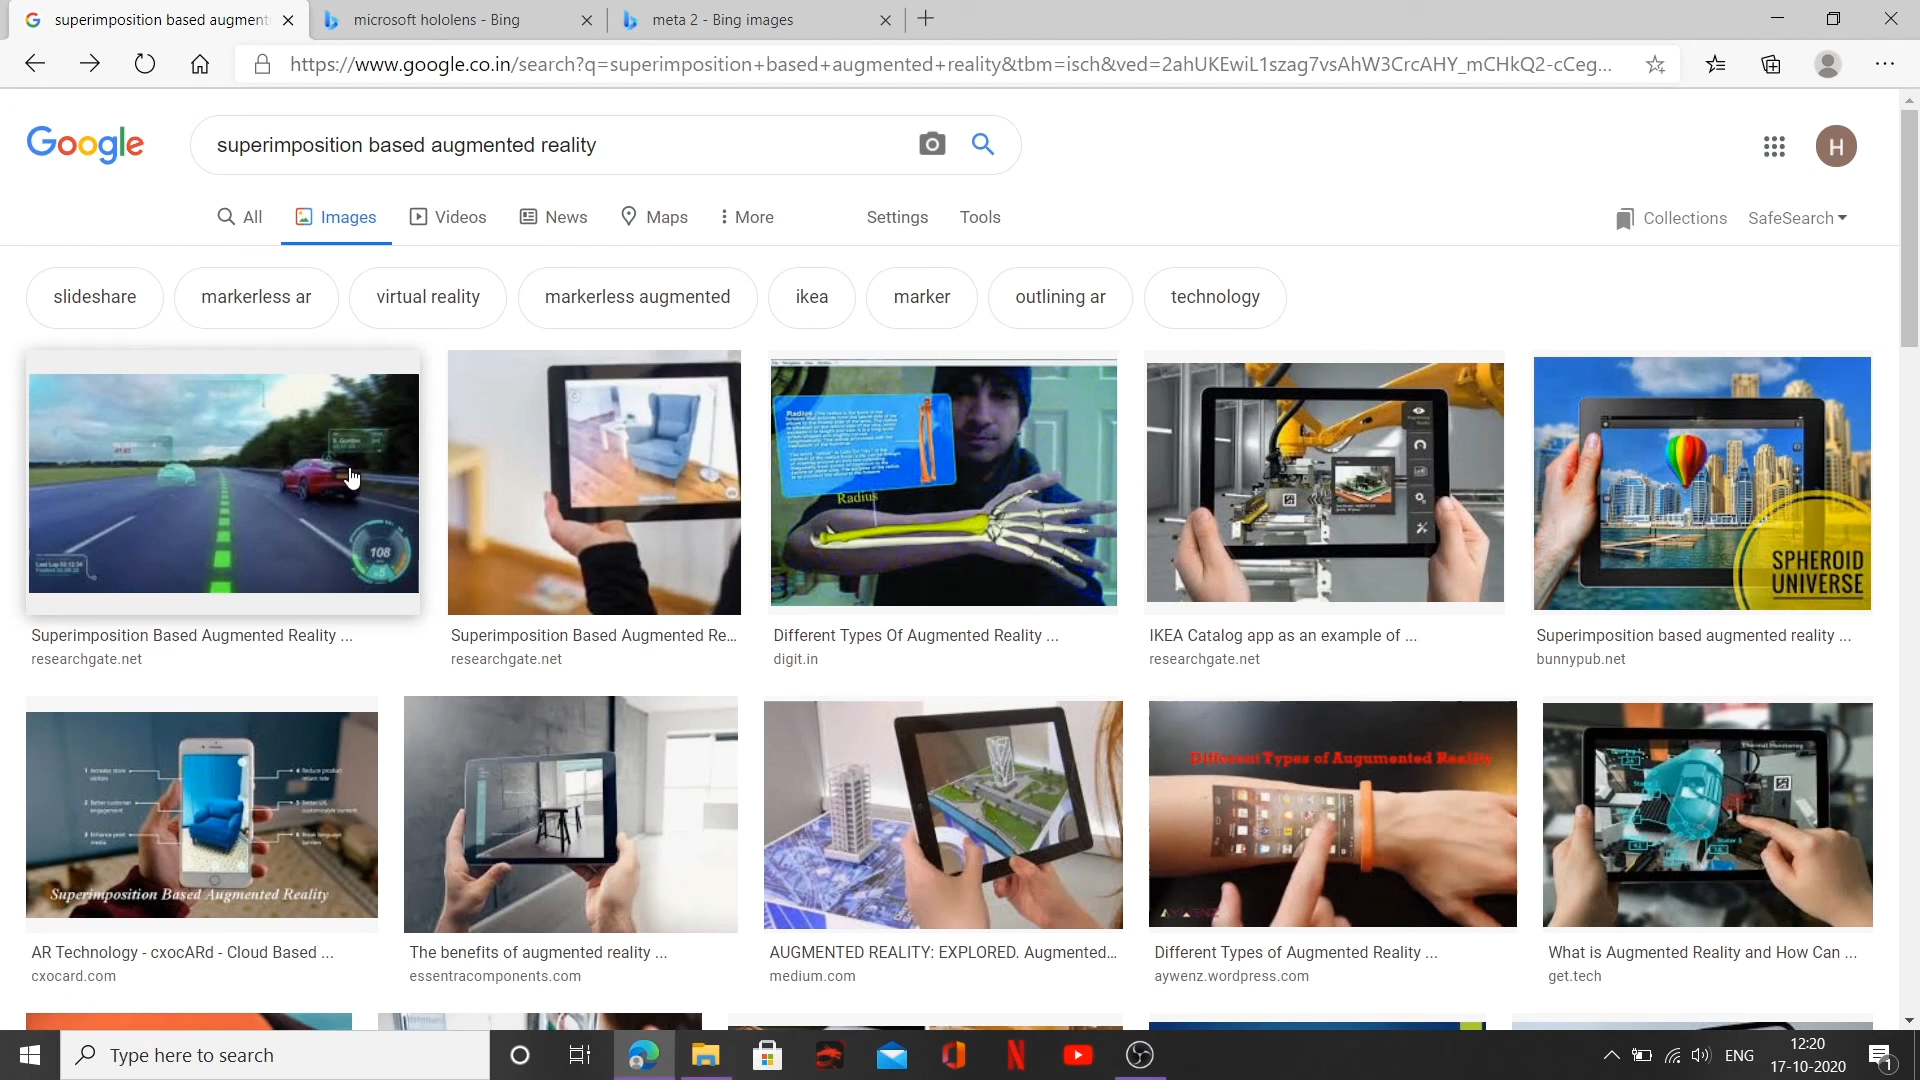 superimposition based augment
microsoft hololens - Bing
meta 2 - Bing images
https://www.google.co.in/search?q=superimposition+based+augmented+reality&tbm=isch&ved=2ahUKEwiL1szag7vsAhW3CrcAHY_mCHkQ2-cCeg...
Google
superimposition based augmented reality
H
All
Images
Videos
News
Maps
More
Settings
Tools
Collections
SafeSearch
slideshare
markerless ar
virtual reality
markerless augmented
ikea
marker
outlining ar
technology
108
Radius
Radius
SPHEROID
UNIVERSE
Superimposition Based Augmented Reality ...
researchgate.net
Superimposition Based Augmented Re...
researchgate.net
Different Types Of Augmented Reality ...
digit.in
IKEA Catalog app as an example of ...
researchgate.net
Superimposition based augmented reality ...
bunnypub.net
Superimposition Based Augmented Reality
Different Types of Augumented Reality
AYWENZ
AR Technology - cxocARd - Cloud Based ...
cxocard.com
The benefits of augmented reality ...
essentracomponents.com
AUGMENTED REALITY: EXPLORED. Augmented...
medium.com
Different Types of Augmented Reality ...
aywenz.wordpress.com
What is Augmented Reality and How Can ...
get.tech
Type here to search
ENG
12:20
17-10-2020
1